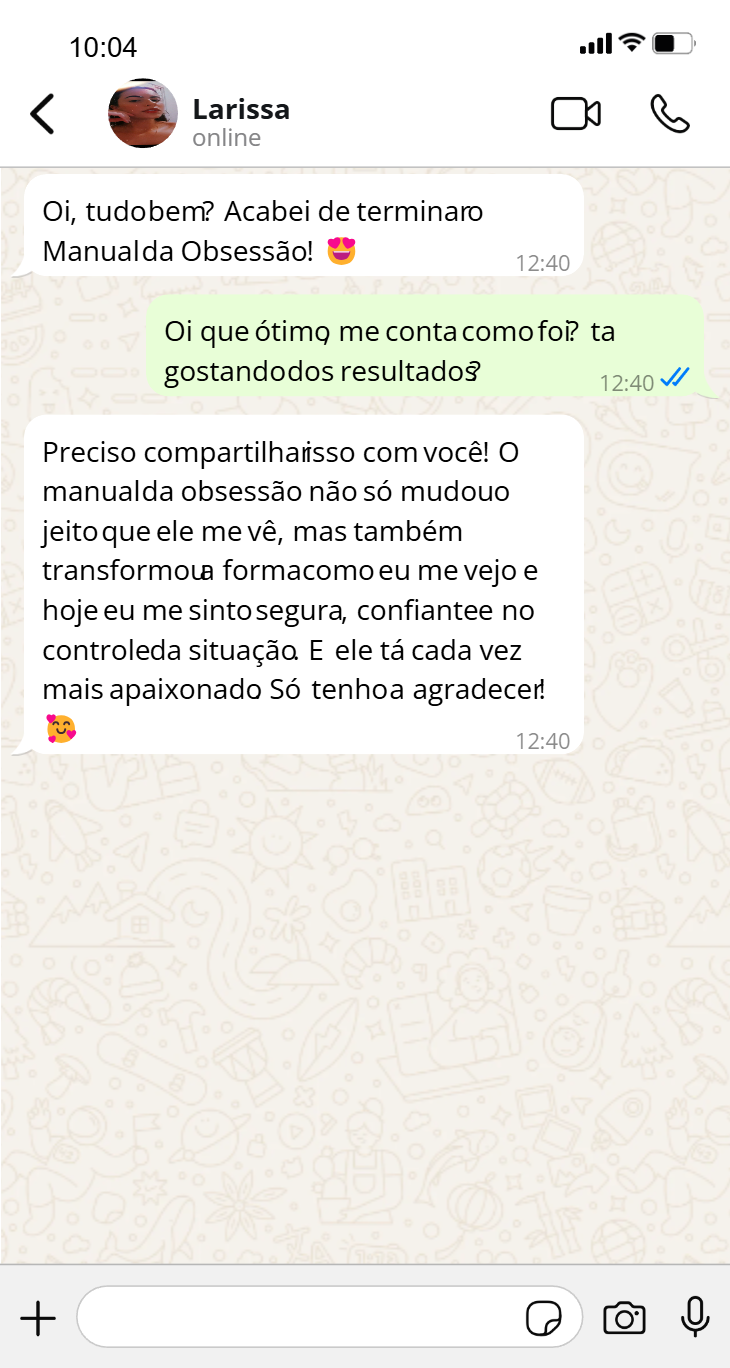 10:04
Larissa
online
Oi, tudo bem? Acabei de terminar o
Manual da Obsessão! 😍
12:40
Oi que ótimo, me conta como foi? ta
gostando dos resultados?
12:40
Preciso compartilhar isso com você! O
manual da obsessão não só mudou o
jeito que ele me vê, mas também
transformou a forma como eu me vejo e
hoje eu me sinto segura, confiante e no
controle da situação. E ele tá cada vez
mais apaixonado. Só tenho a agradecer!
🥰
12:40